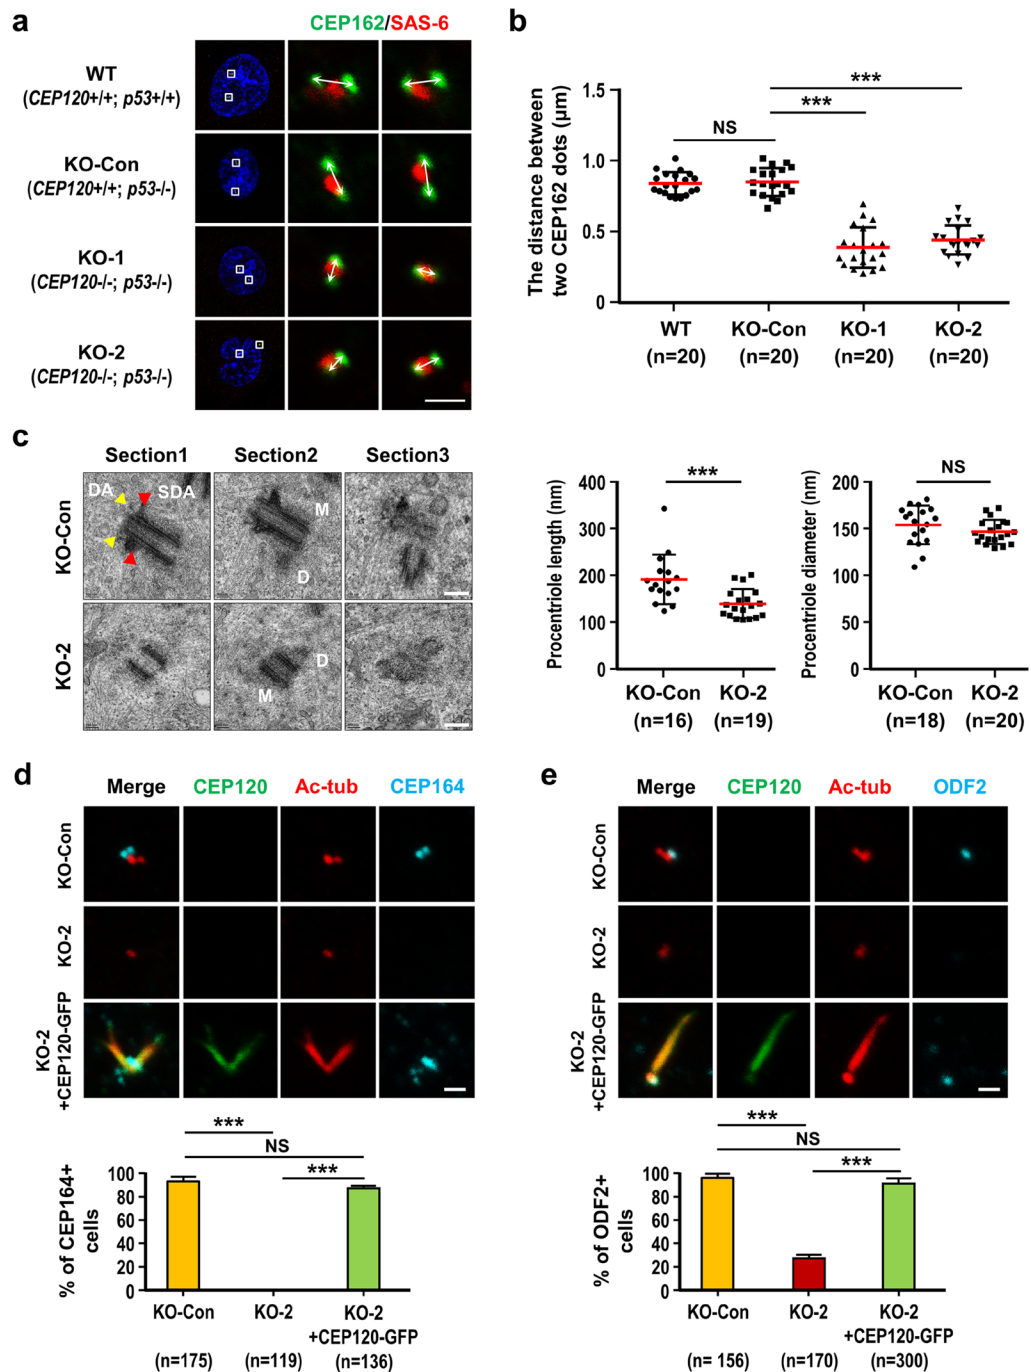 a
CEP162/SAS-6
WT
(CEP120+/+; p53+/+)
KO-Con
(CEP120+/+; p53-/-)
KO-1
(CEP120-/-; p53-/-)
KO-2
(CEP120-/-; p53-/-)
b
The distance between
two CEP162 dots (µm)
1.5
1.0
0.5
0
NS
***
***
WT
(n=20)
KO-Con
(n=20)
KO-1
(n=20)
KO-2
(n=20)
c
Section1 Section2 Section3
KO-Con
DA
SDA
M
D
KO-2
M
D
Procentriole length (nm)
400
300
200
100
0
***
KO-Con
(n=16)
KO-2
(n=19)
Procentriole diameter (nm)
200
150
100
50
0
NS
KO-Con
(n=18)
KO-2
(n=20)
d
Merge CEP120 Ac-tub CEP164
KO-Con
KO-2
KO-2
+CEP120-GFP
% of CEP164+
cells
100
80
60
40
20
0
***
NS
***
KO-Con
(n=175)
KO-2
(n=119)
KO-2
+CEP120-GFP
(n=136)
e
Merge CEP120 Ac-tub ODF2
KO-Con
KO-2
KO-2
+CEP120-GFP
% of ODF2+
cells
100
80
60
40
20
0
***
NS
***
KO-Con
(n= 156)
KO-2
(n=170)
KO-2
+CEP120-GFP
(n=300)